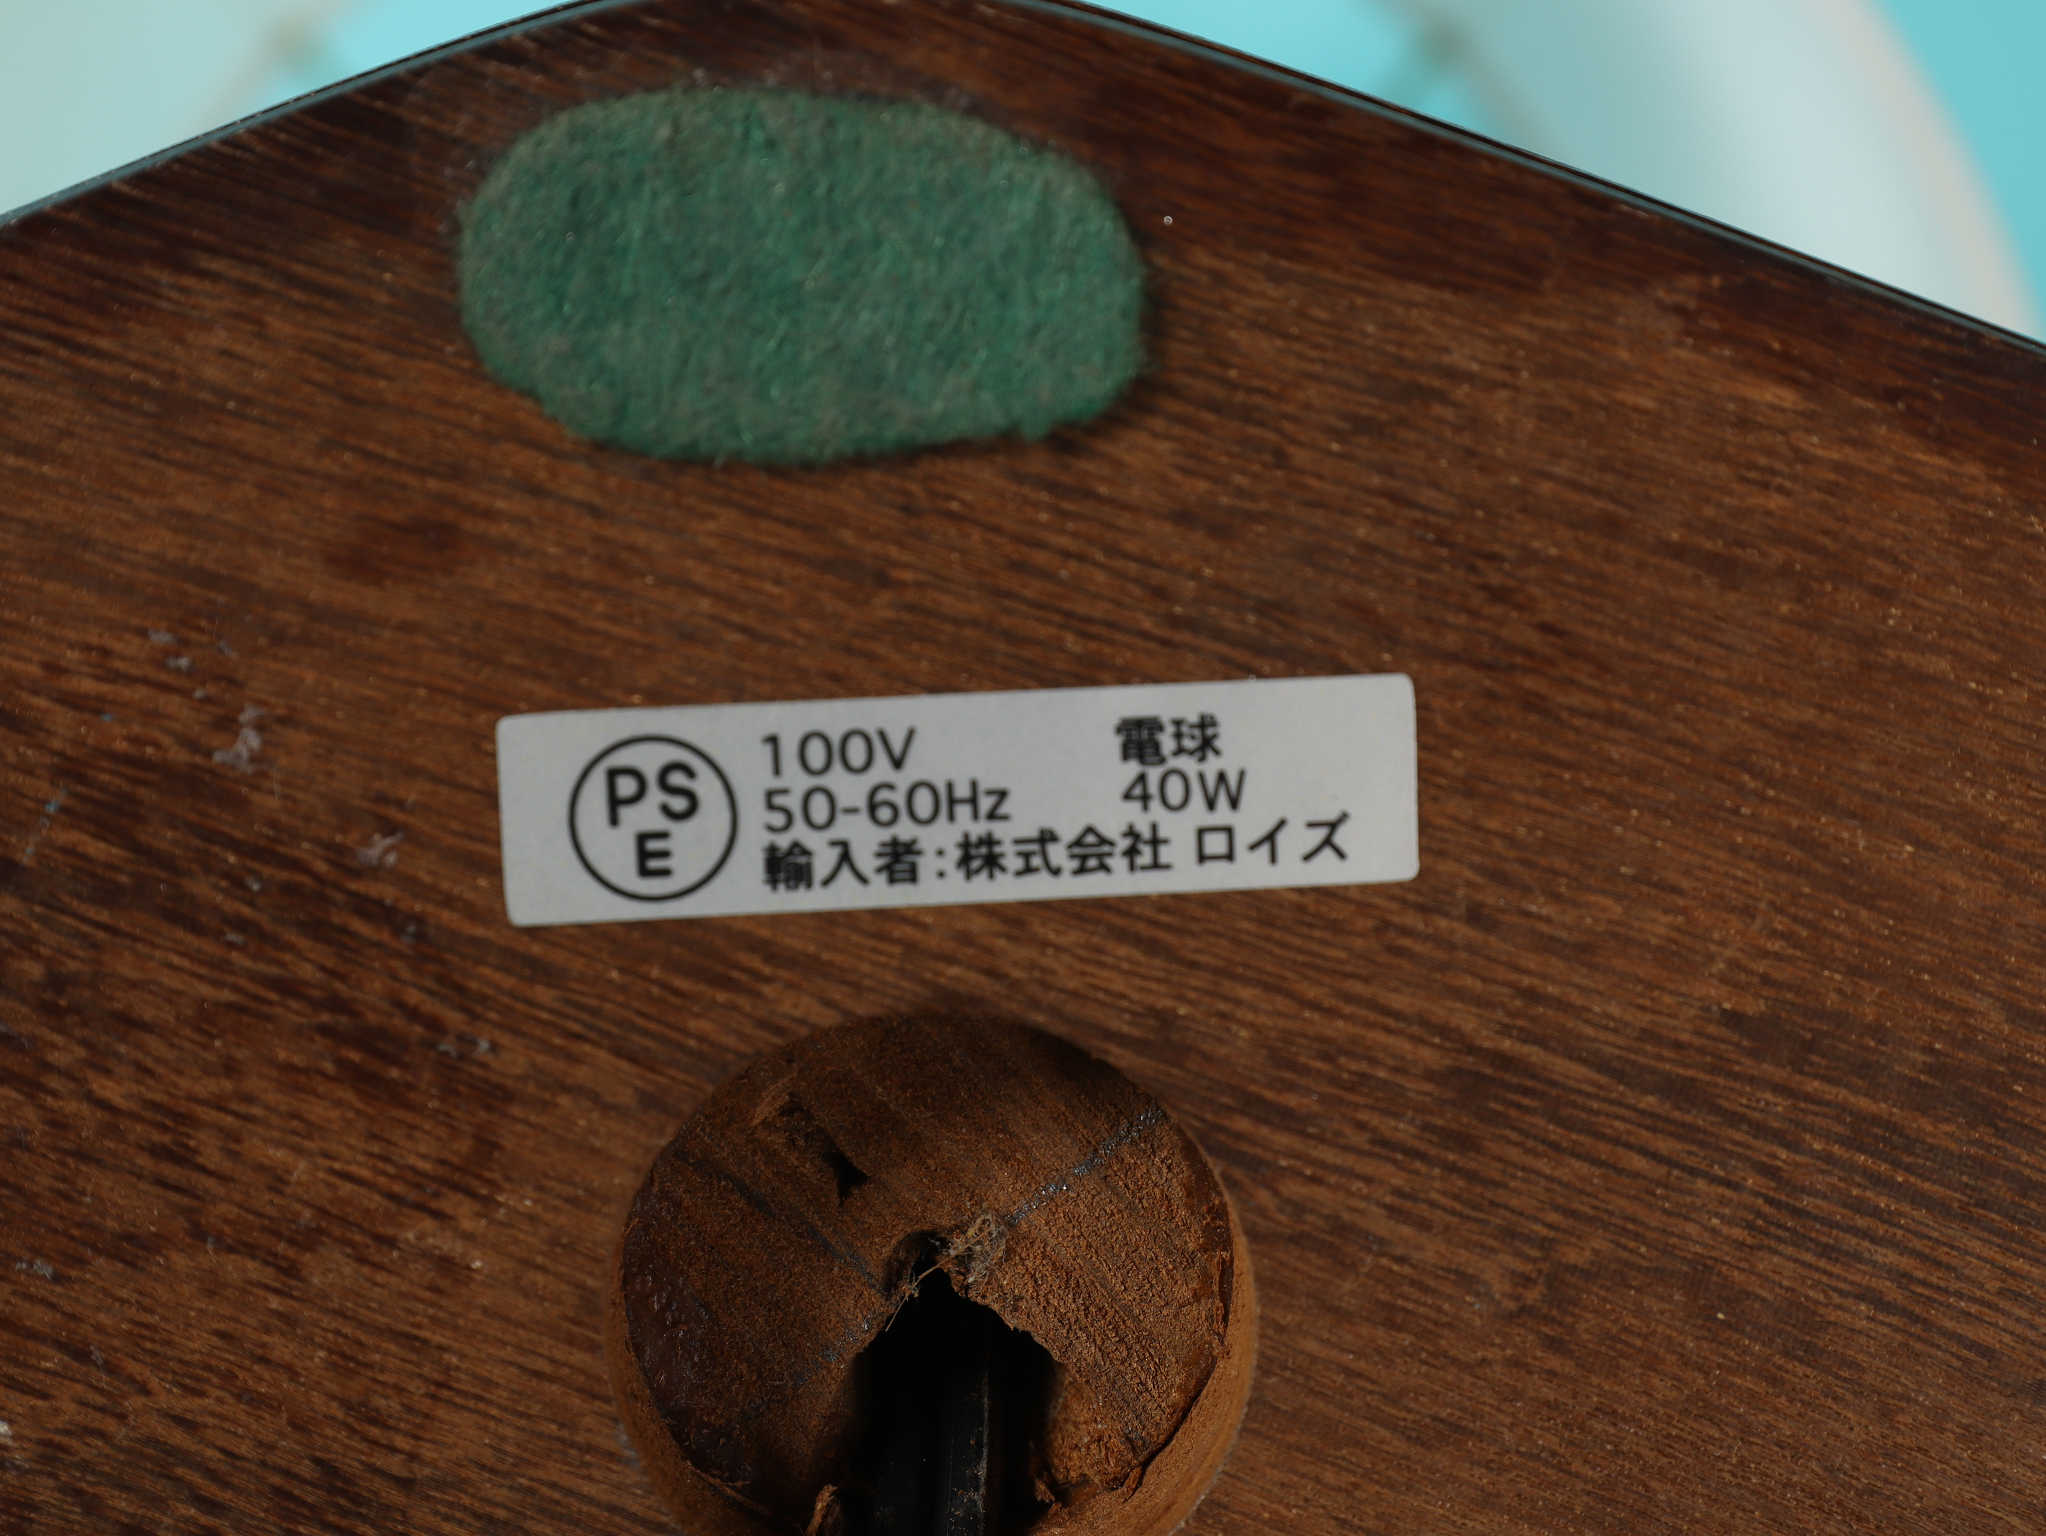 PS
E
100V
50-60Hz
電球
40W
輸入者:株式会社 ロイズ